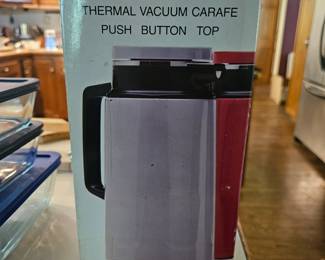 THERMAL VACUUM CARAFE
PUSH BUTTON TOP